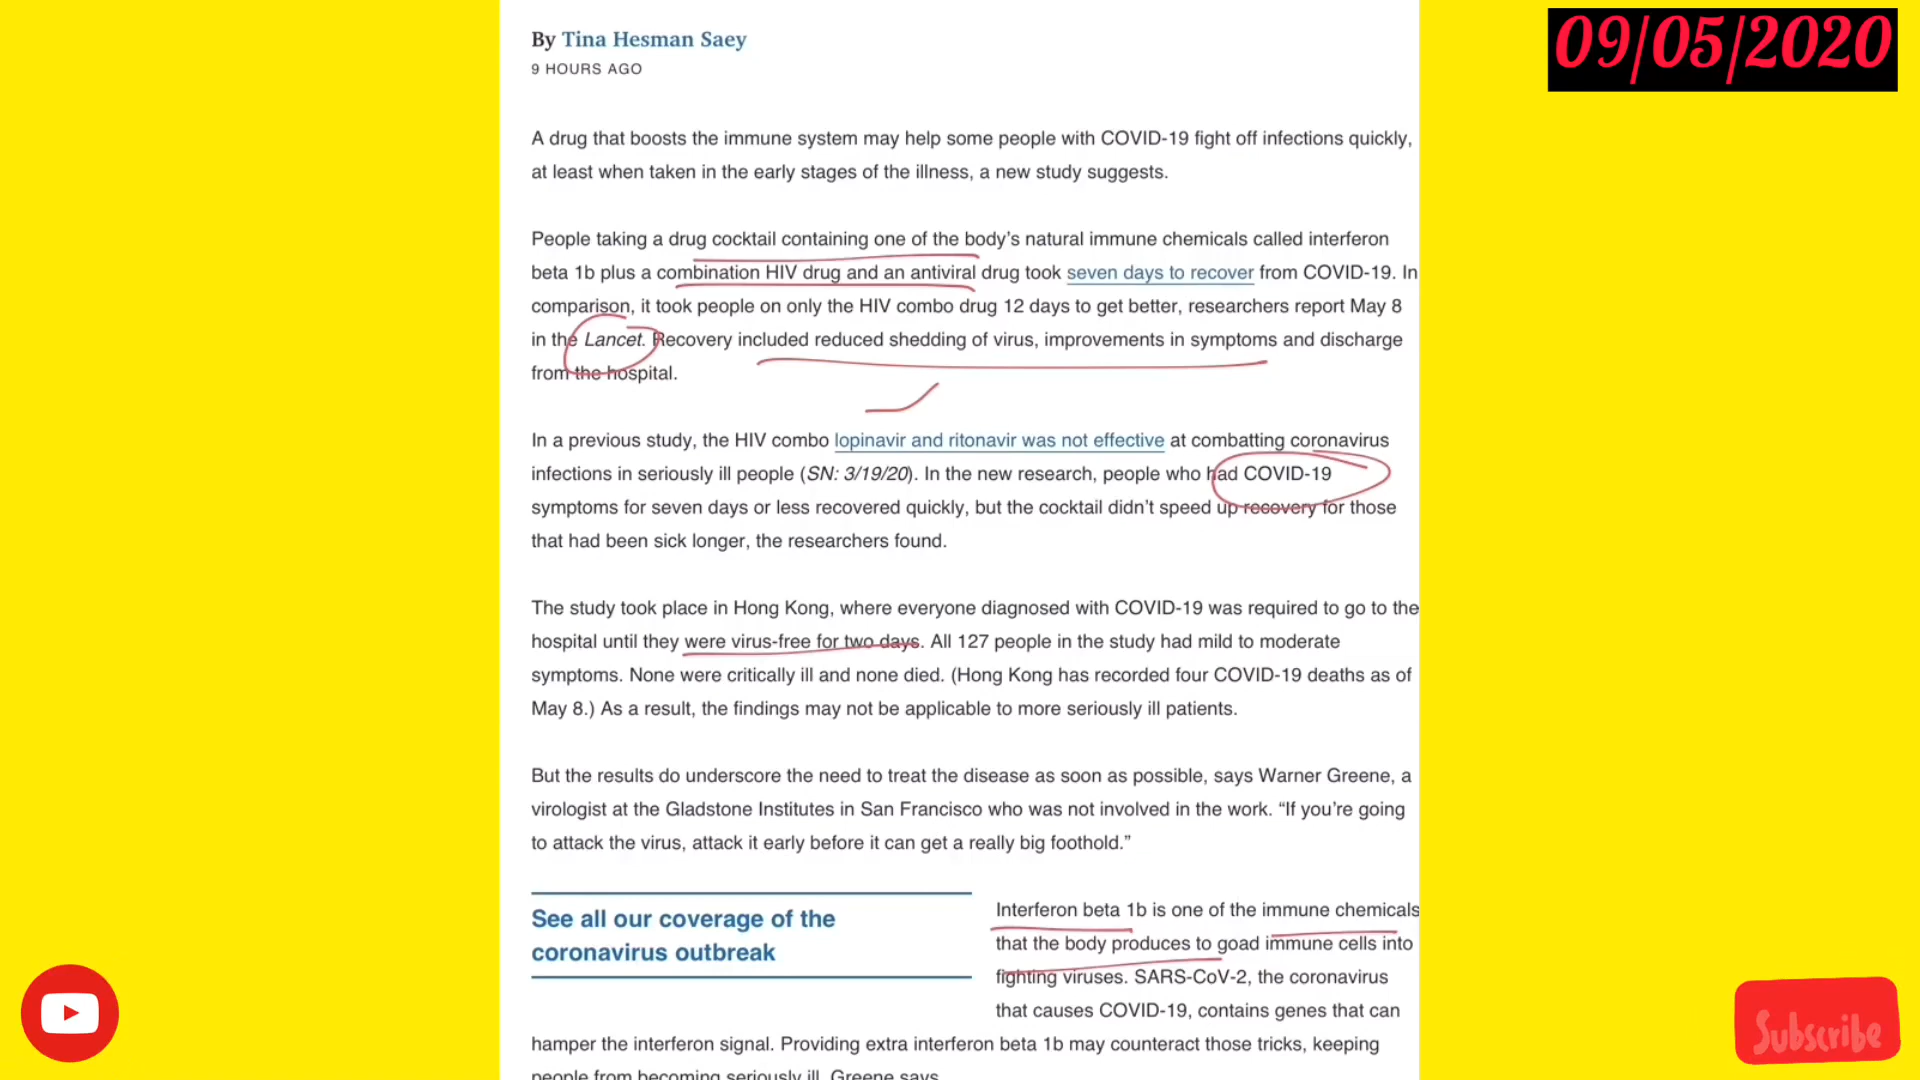 By Tina Hesman Saey
9 HOURS AGO
09/05/2020
A drug that boosts the immune system may help some people with COVID-19 fight off infections quickly,
at least when taken in the early stages of the illness, a new study suggests.
People taking a drug cocktail containing one of the body’s natural immune chemicals called interferon
beta 1b plus a combination HIV drug and an antiviral drug took seven days to recover from COVID-19. In
comparison, it took people on only the HIV combo drug 12 days to get better, researchers report May 8
in the Lancet. Recovery included reduced shedding of virus, improvements in symptoms and discharge
from the hospital.
In a previous study, the HIV combo lopinavir and ritonavir was not effective at combatting coronavirus
infections in seriously ill people (SN: 3/19/20). In the new research, people who had COVID-19
symptoms for seven days or less recovered quickly, but the cocktail didn’t speed up recovery for those
that had been sick longer, the researchers found.
The study took place in Hong Kong, where everyone diagnosed with COVID-19 was required to go to the
hospital until they were virus-free for two days. All 127 people in the study had mild to moderate
symptoms. None were critically ill and none died. (Hong Kong has recorded four COVID-19 deaths as of
May 8.) As a result, the findings may not be applicable to more seriously ill patients.
But the results do underscore the need to treat the disease as soon as possible, says Warner Greene, a
virologist at the Gladstone Institutes in San Francisco who was not involved in the work. “If you’re going
to attack the virus, attack it early before it can get a really big foothold.”
See all our coverage of the
coronavirus outbreak
Interferon beta 1b is one of the immune chemicals
that the body produces to goad immune cells into
fighting viruses. SARS-CoV-2, the coronavirus
that causes COVID-19, contains genes that can
hamper the interferon signal. Providing extra interferon beta 1b may counteract those tricks, keeping
people from becoming seriously ill, Greene says.
Subscribe